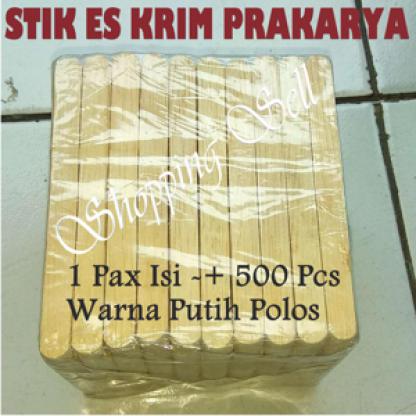 STIK ES KRIM PRAKARYA
Shopping Sell
1 Pax Isi -+ 500 Pcs
Warna Putih Polos